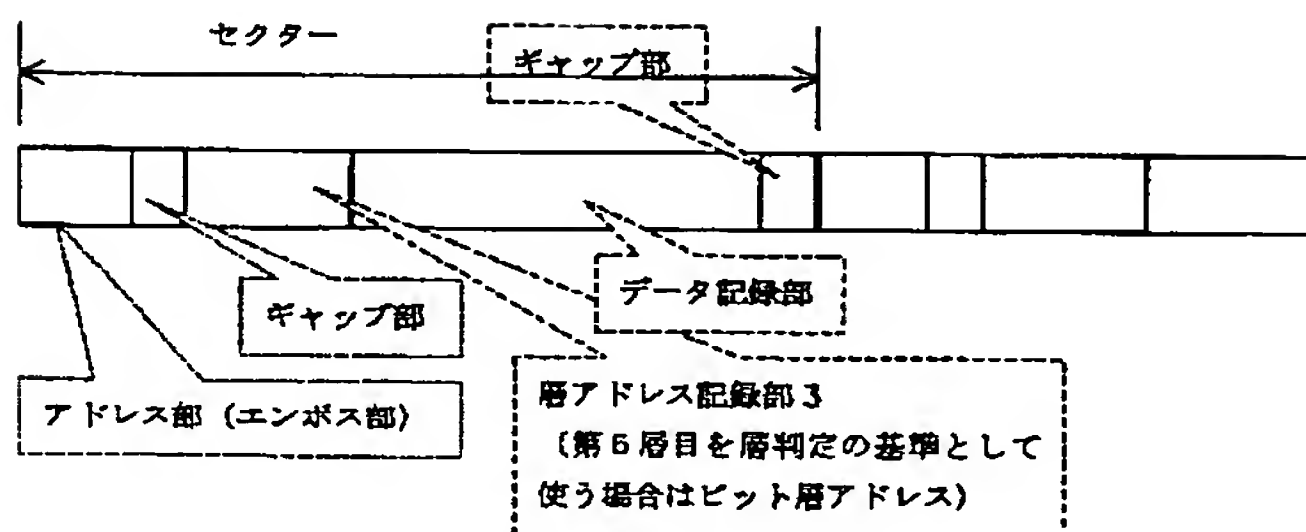 セクター
ギャップ部
データ記録部
ギャップ部
アドレス部 (エンボス部)
層アドレス記録部3
(第6層目を層判定の基準として
使う場合はピット層アドレス)